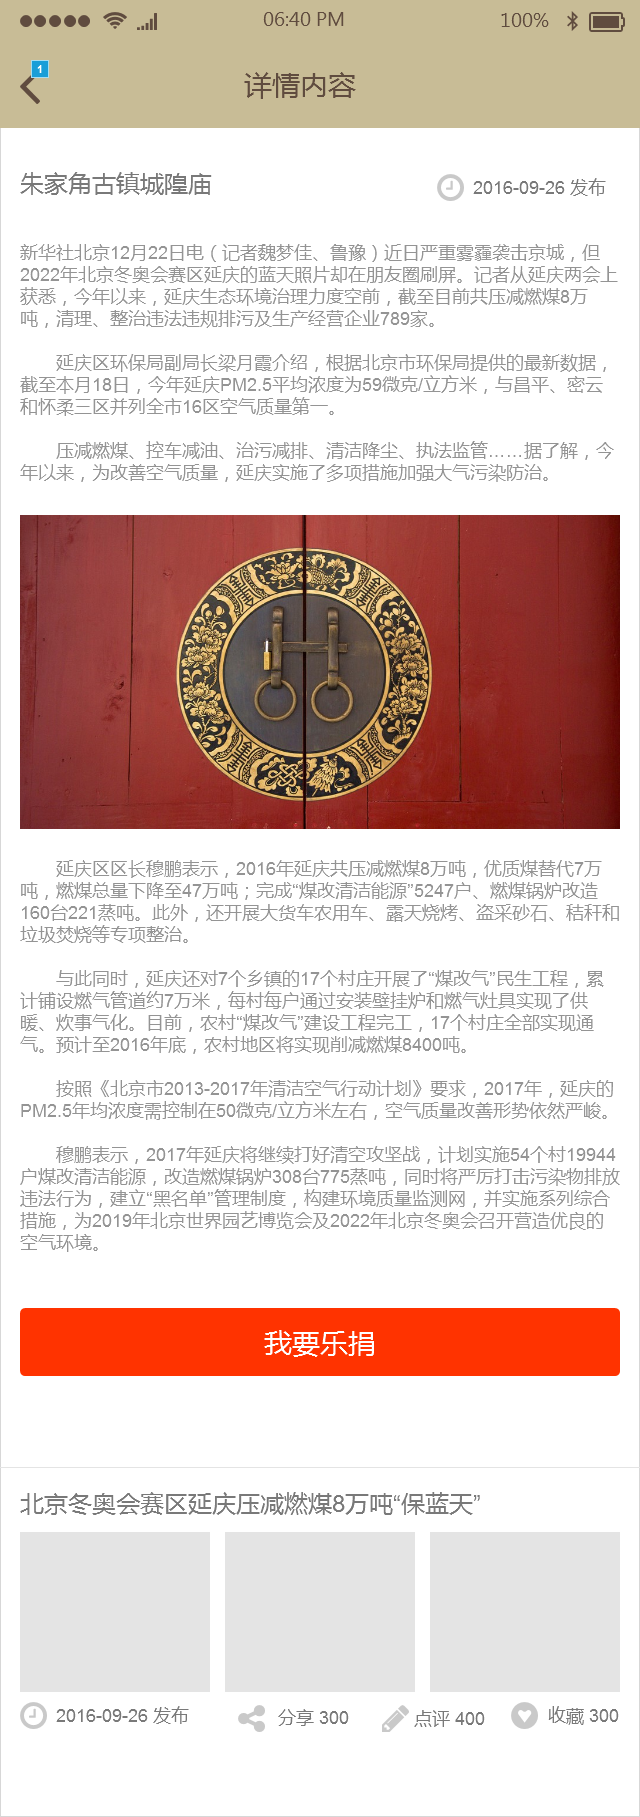 06:40 PM
100%
1
详情内容
朱家角古镇城隍庙
2016-09-26 发布
新华社北京12月22日电（记者魏梦佳、鲁豫）近日严重雾霾袭击京城，但
2022年北京冬奥会赛区延庆的蓝天照片却在朋友圈刷屏。记者从延庆两会上
获悉，今年以来，延庆生态环境治理力度空前，截至目前共压减燃煤8万
吨，清理、整治违法违规排污及生产经营企业789家。
延庆区环保局副局长梁月霞介绍，根据北京市环保局提供的最新数据，
截至本月18日，今年延庆PM2.5平均浓度为59微克/立方米，与昌平、密云
和怀柔三区并列全市16区空气质量第一。
压减燃煤、控车减油、治污减排、清洁降尘、执法监管……据了解，今
年以来，为改善空气质量，延庆实施了多项措施加强大气污染防治。
延庆区区长穆鹏表示，2016年延庆共压减燃煤8万吨，优质煤替代7万
吨，燃煤总量下降至47万吨；完成“煤改清洁能源”5247户、燃煤锅炉改造
160台221蒸吨。此外，还开展大货车农用车、露天烧烤、盗采砂石、秸秆和
垃圾焚烧等专项整治。
与此同时，延庆还对7个乡镇的17个村庄开展了“煤改气”民生工程，累
计铺设燃气管道约7万米，每村每户通过安装壁挂炉和燃气灶具实现了供
暖、炊事气化。目前，农村“煤改气”建设工程完工，17个村庄全部实现通
气。预计至2016年底，农村地区将实现削减燃煤8400吨。
按照《北京市2013-2017年清洁空气行动计划》要求，2017年，延庆的
PM2.5年均浓度需控制在50微克/立方米左右，空气质量改善形势依然严峻。
穆鹏表示，2017年延庆将继续打好清空攻坚战，计划实施54个村19944
户煤改清洁能源，改造燃煤锅炉308台775蒸吨，同时将严厉打击污染物排放
违法行为，建立“黑名单”管理制度，构建环境质量监测网，并实施系列综合
措施，为2019年北京世界园艺博览会及2022年北京冬奥会召开营造优良的
空气环境。
我要乐捐
北京冬奥会赛区延庆压减燃煤8万吨“保蓝天”
2016-09-26 发布
分享 300
点评 400
收藏 300